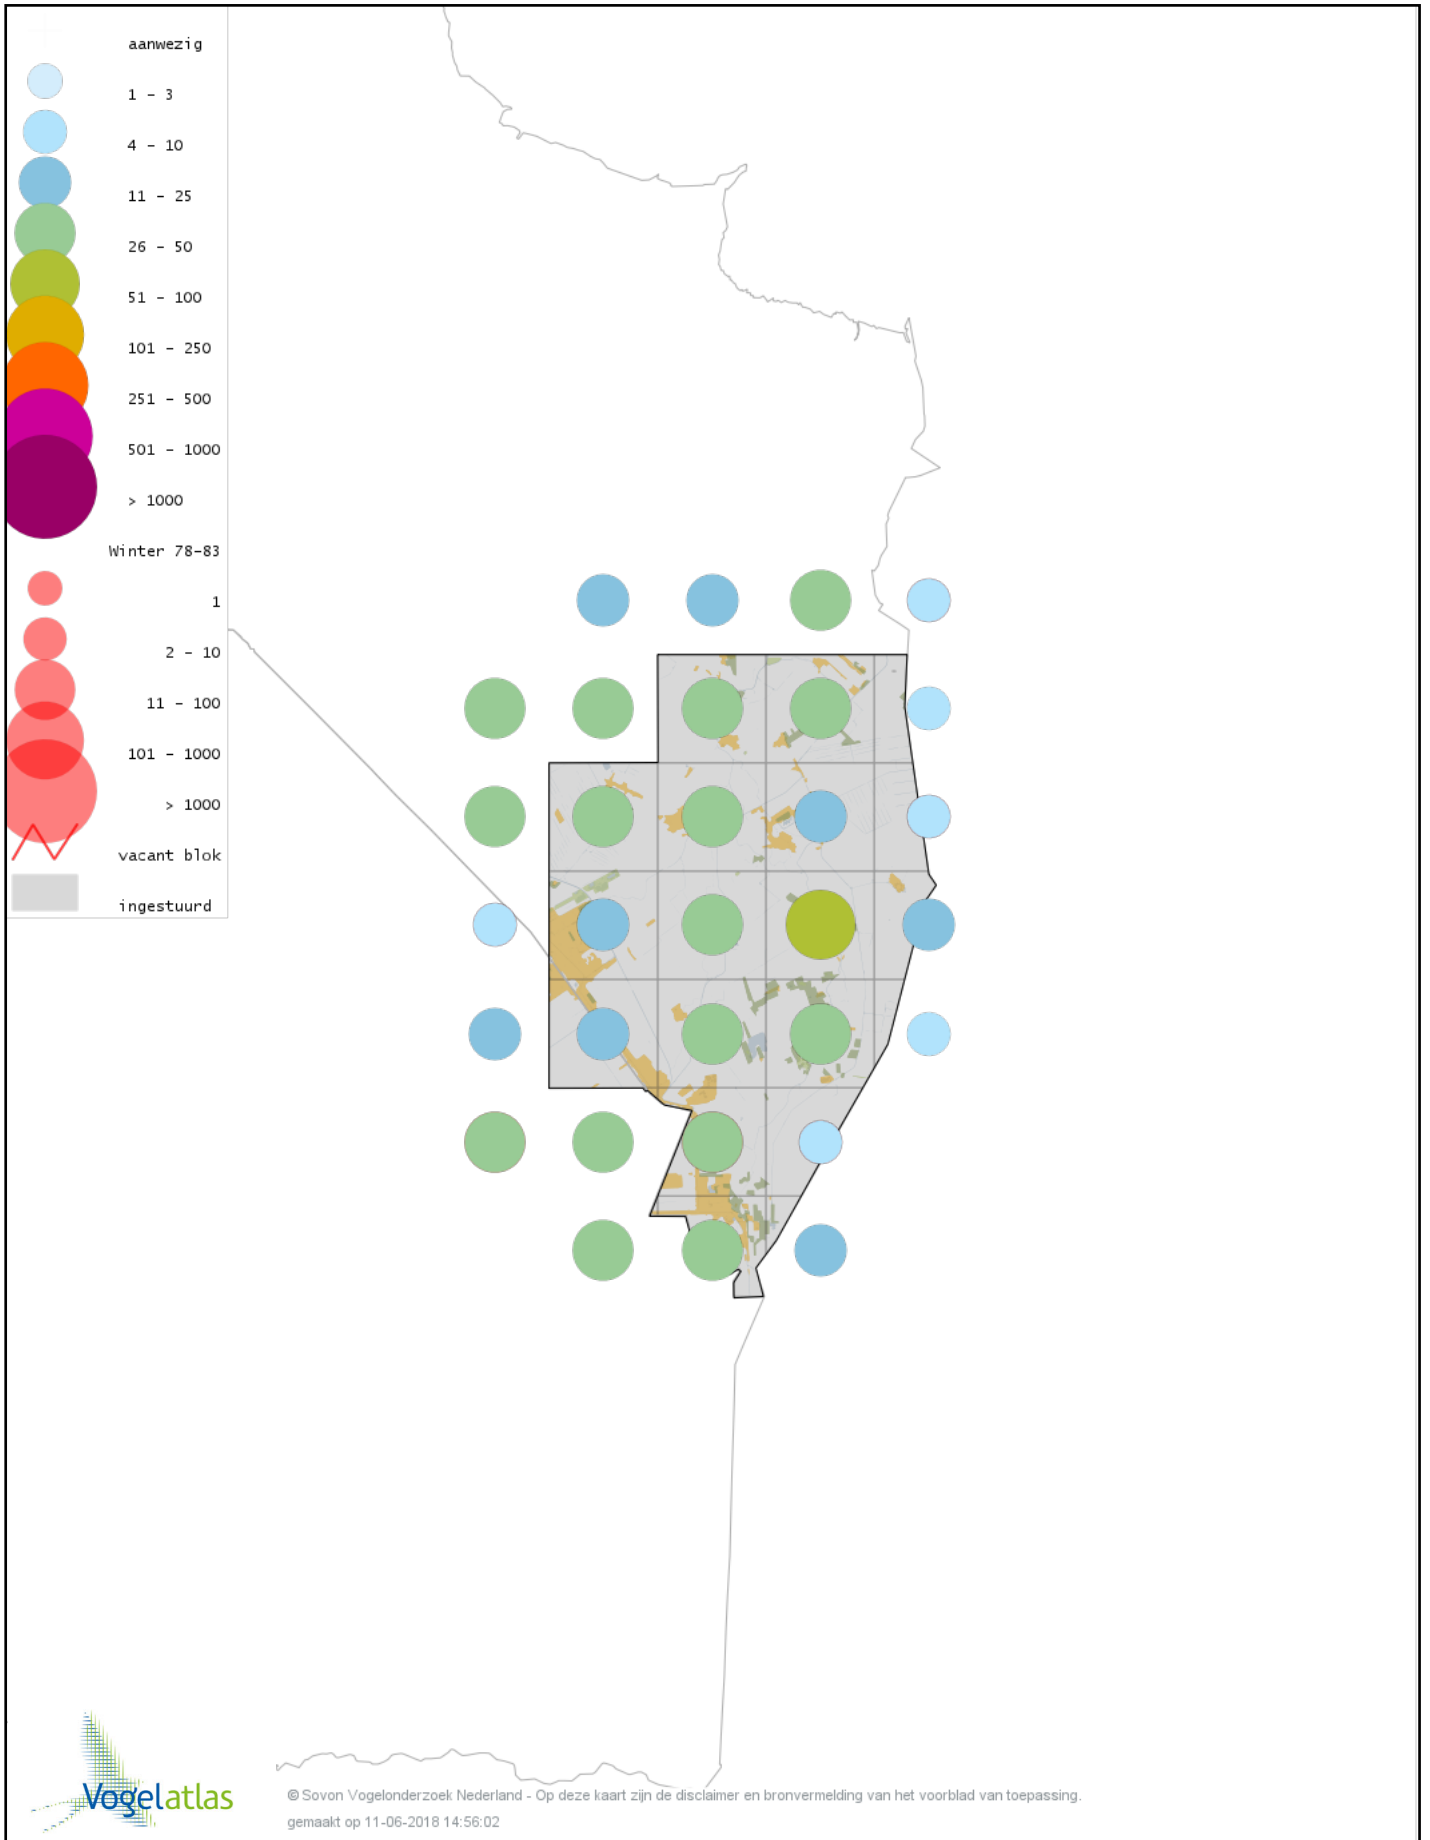 aanwezig
1 – 3
4 – 10
11 – 25
26 – 50
51 – 100
101 – 250
251 – 500
501 – 1000
> 1000
Winter 78–83
1
2 – 10
11 – 100
101 – 1000
> 1000
vacant blok
ingestuurd
Vogelatlas
© Sovon Vogelonderzoek Nederland - Op deze kaart zijn de disclaimer en bronvermelding van het voorblad van toepassing.
gemaakt op 11-06-2018 14:56:02